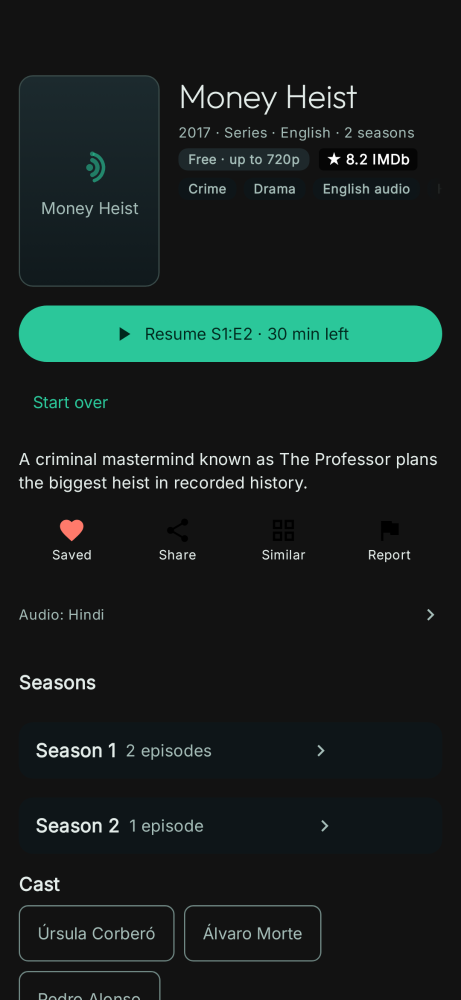 Money Heist
Money Heist
2017 · Series · English · 2 seasons
Free · up to 720p
★ 8.2 IMDb
Crime
Drama
English audio
Resume S1:E2 · 30 min left
Start over
A criminal mastermind known as The Professor plans
the biggest heist in recorded history.
Saved
Share
Similar
Report
Audio: Hindi
Seasons
Season 1 2 episodes
Season 2 1 episode
Cast
Úrsula Corberó
Álvaro Morte
Pedro Alonso